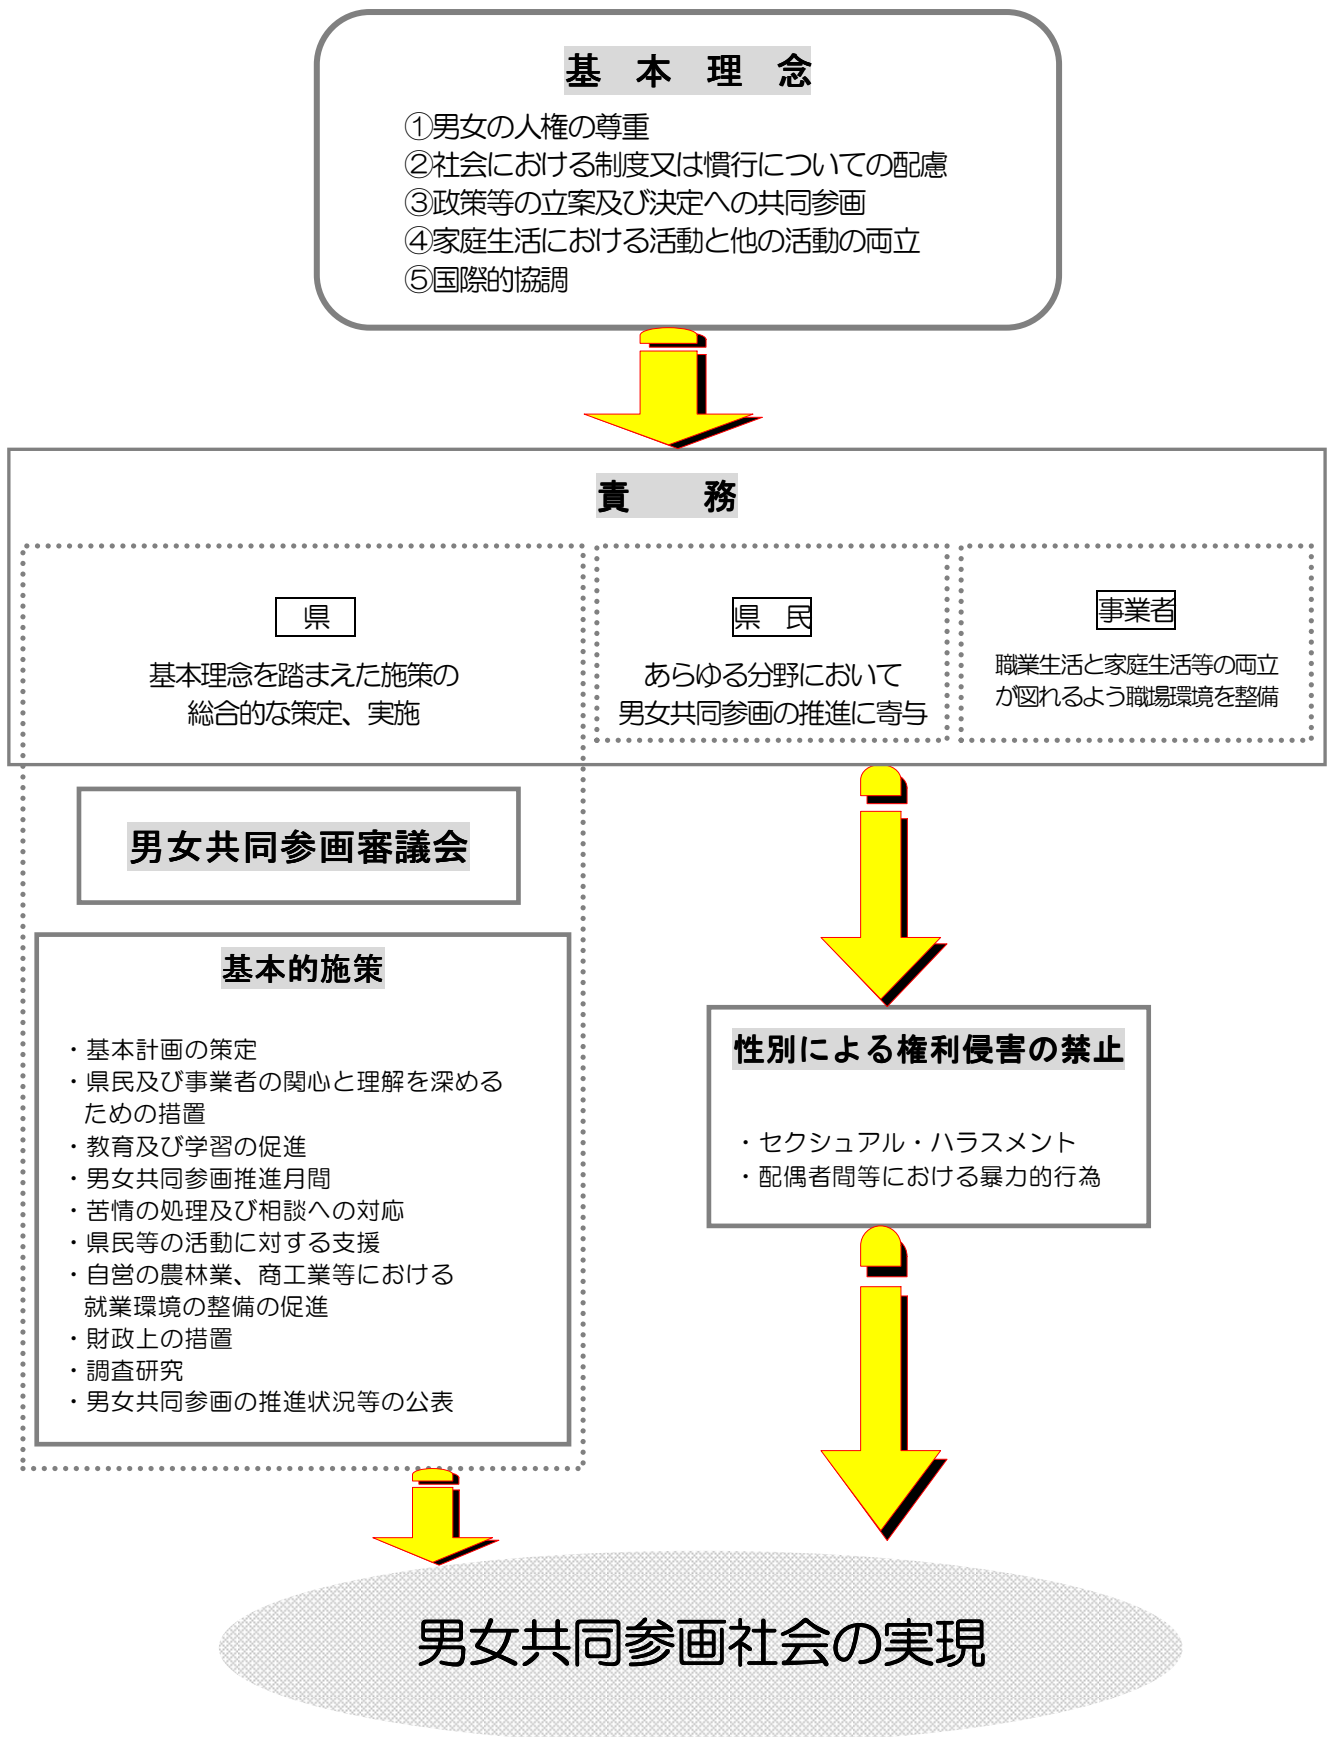 基　本　理　念
①男女の人権の尊重
②社会における制度又は慣行についての配慮
③政策等の立案及び決定への共同参画
④家庭生活における活動と他の活動の両立
⑤国際的協調
責　　務
県
基本理念を踏まえた施策の
総合的な策定、実施
県　民
あらゆる分野において
男女共同参画の推進に寄与
事業者
職業生活と家庭生活等の両立
が図れるよう職場環境を整備
男女共同参画審議会
基本的施策
・基本計画の策定
・県民及び事業者の関心と理解を深める
ための措置
・教育及び学習の促進
・男女共同参画推進月間
・苦情の処理及び相談への対応
・県民等の活動に対する支援
・自営の農林業、商工業等における
就業環境の整備の促進
・財政上の措置
・調査研究
・男女共同参画の推進状況等の公表
性別による権利侵害の禁止
・セクシュアル・ハラスメント
・配偶者間等における暴力的行為
男女共同参画社会の実現